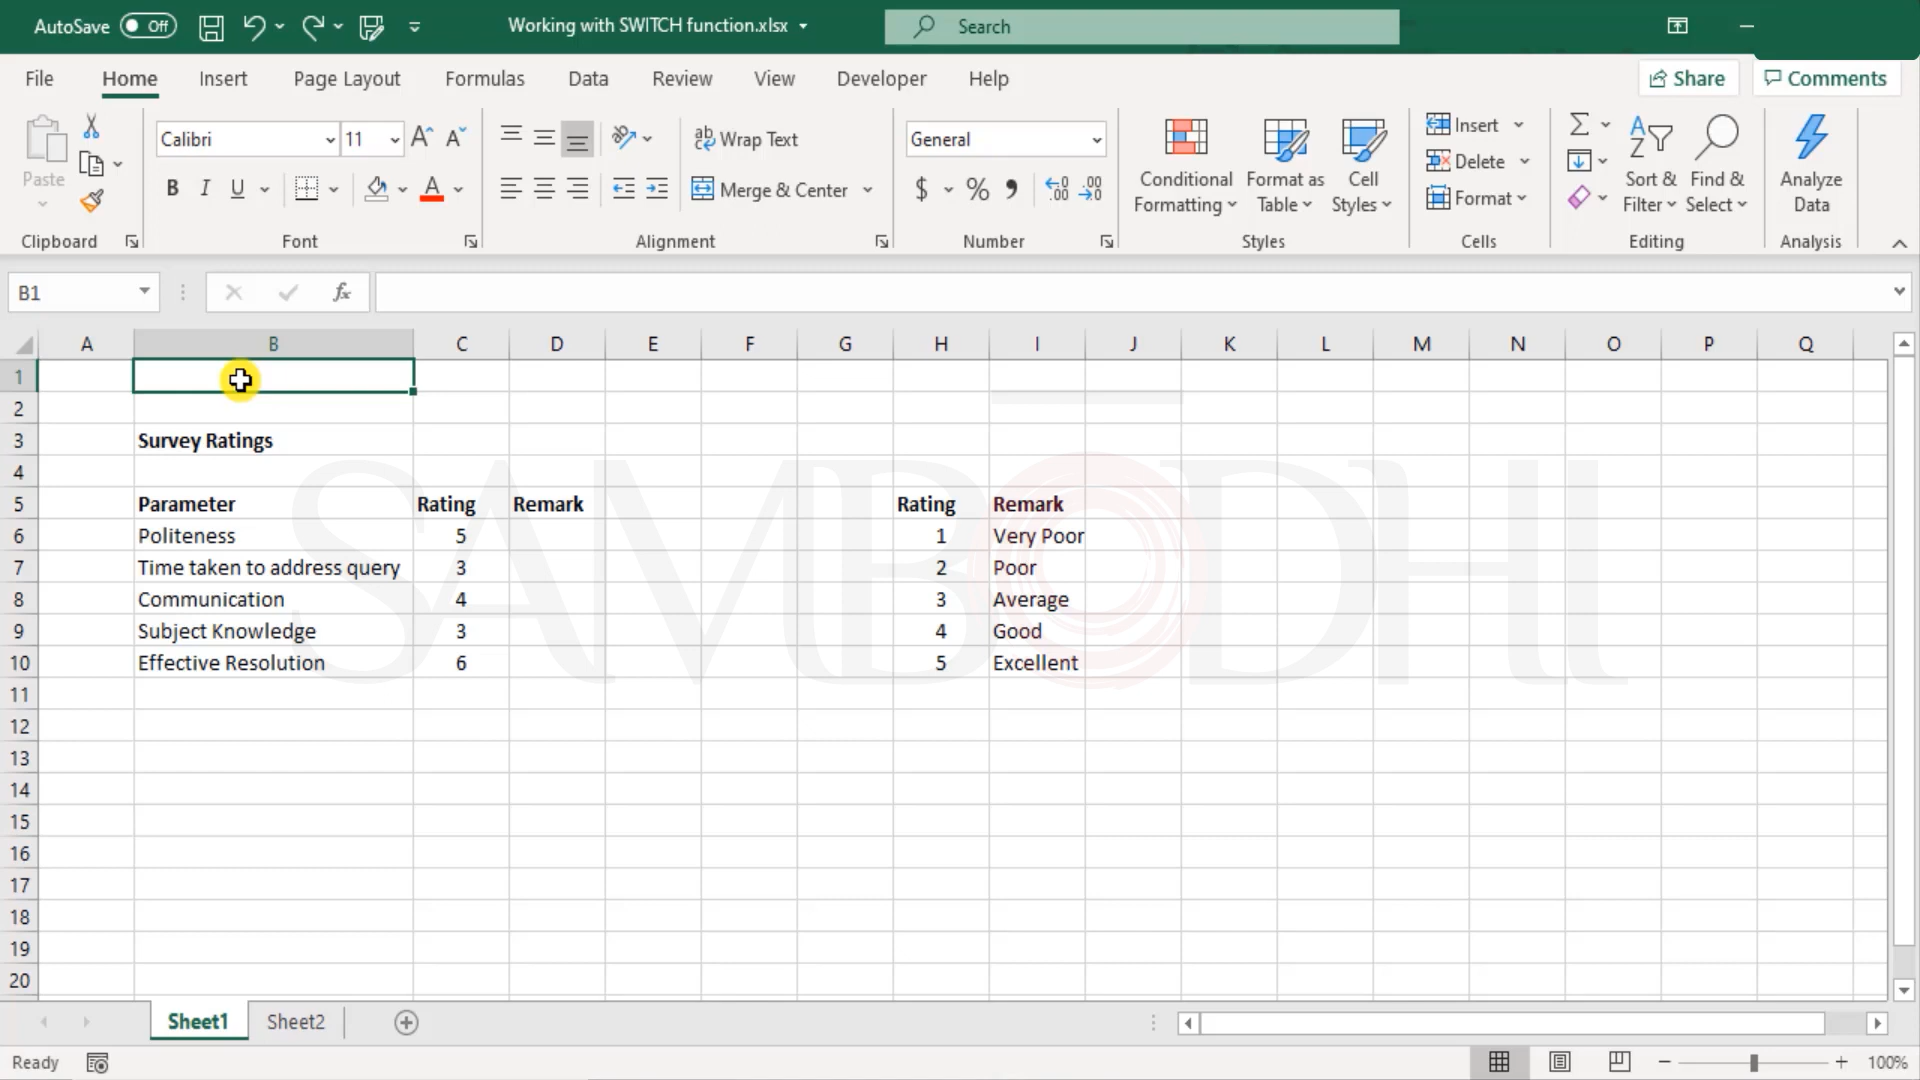 AutoSave Off Working with SWITCH function.xlsx Search
File Home Insert Page Layout Formulas Data Review View Developer Help Share Comments
Paste Calibri 11 Wrap Text General Conditional Formatting Format as Table Cell Styles Insert Sort & Filter Find & Select Analyze Data
B I U Merge & Center $ % Delete
Format
Clipboard Font Alignment Number Styles Cells Editing Analysis
B1 fx
A B C D E F G H I J K L M N O P Q
1
2
3 Survey Ratings
4
5 Parameter Rating Remark Rating Remark
6 Politeness 5 1 Very Poor
7 Time taken to address query 3 2 Poor
8 Communication 4 3 Average
9 Subject Knowledge 3 4 Good
10 Effective Resolution 6 5 Excellent
11
12
13
14
15
16
17
18
19
20
SAMBODHI
Sheet1 Sheet2
Ready 100%